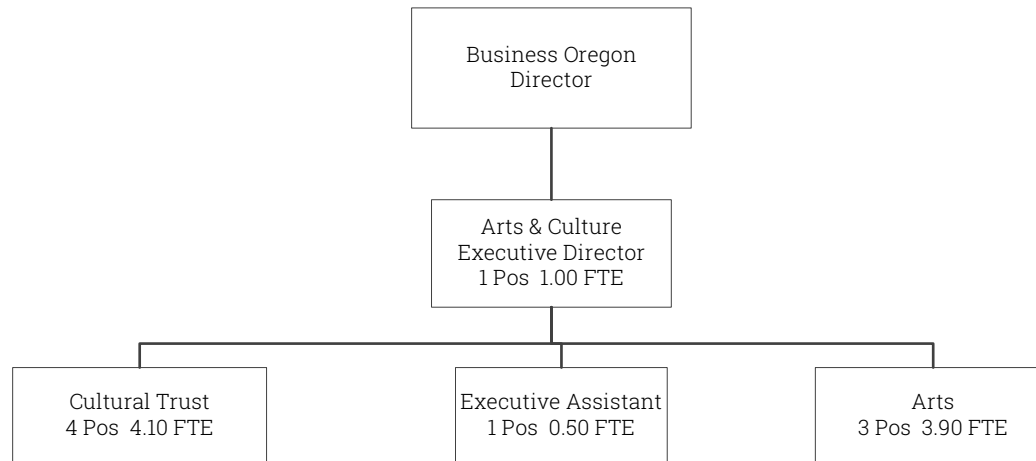 Business Oregon
Director
Arts & Culture
Executive Director
1 Pos 1.00 FTE
Cultural Trust
4 Pos 4.10 FTE
Executive Assistant
1 Pos 0.50 FTE
Arts
3 Pos 3.90 FTE